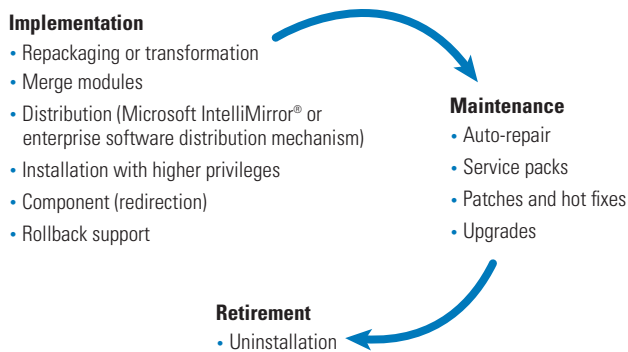 Implementation
• Repackaging or transformation
• Merge modules
• Distribution (Microsoft IntelliMirror® or
enterprise software distribution mechanism)
• Installation with higher privileges
• Component (redirection)
• Rollback support
Maintenance
• Auto-repair
• Service packs
• Patches and hot fixes
• Upgrades
Retirement
• Uninstallation